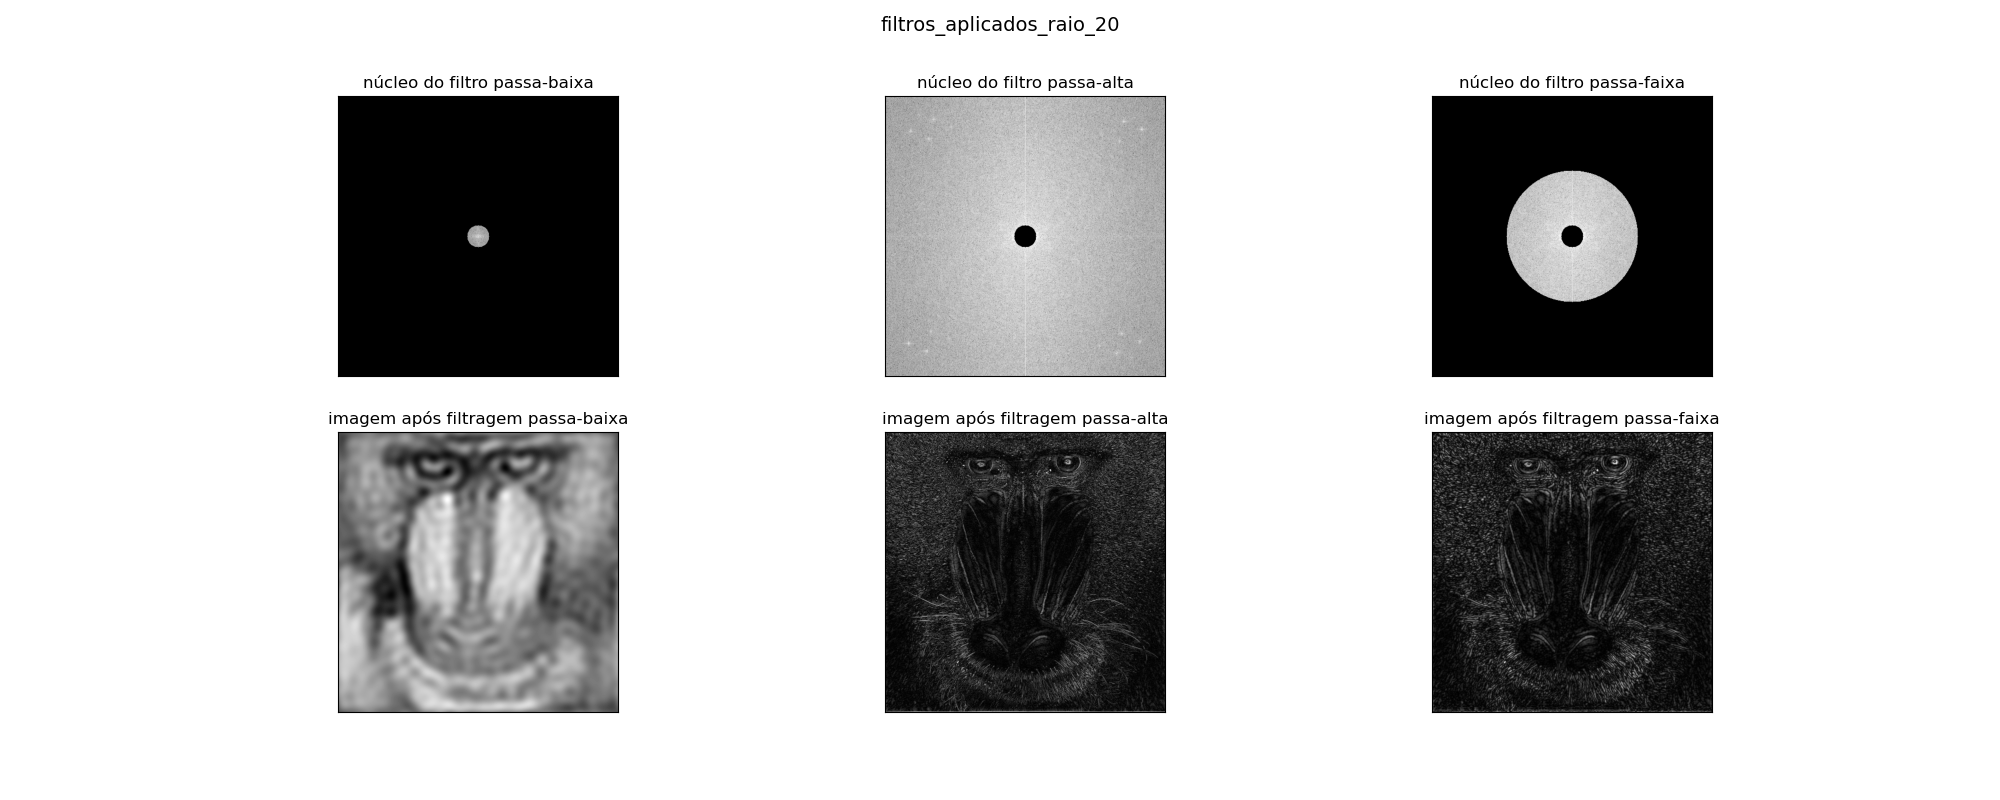 filtros_aplicados_raio_20
núcleo do filtro passa-baixa
núcleo do filtro passa-alta
núcleo do filtro passa-faixa
imagem após filtragem passa-baixa
imagem após filtragem passa-alta
imagem após filtragem passa-faixa